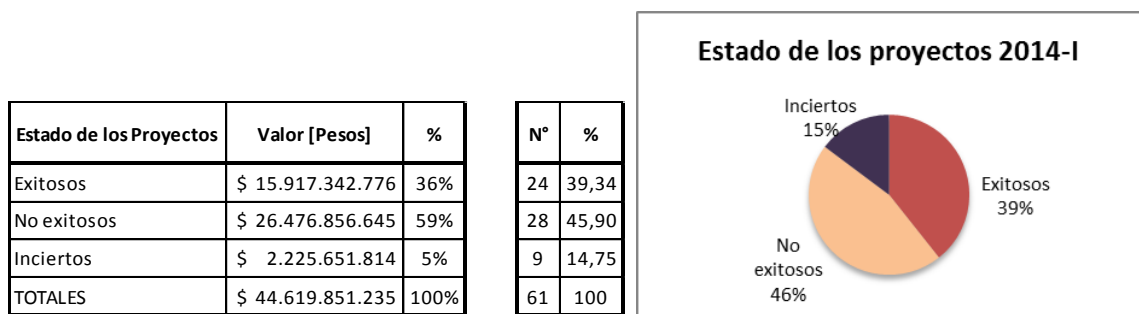 Estado de los proyectos 2014-I
Estado de los Proyectos Valor [Pesos] % N° %
Exitosos $ 15.917.342.776 36% 24 39,34
No exitosos $ 26.476.856.645 59% 28 45,90
Inciertos $ 2.225.651.814 5% 9 14,75
TOTALES $ 44.619.851.235 100% 61 100
Inciertos
15%
Exitosos
39%
No
exitosos
46%